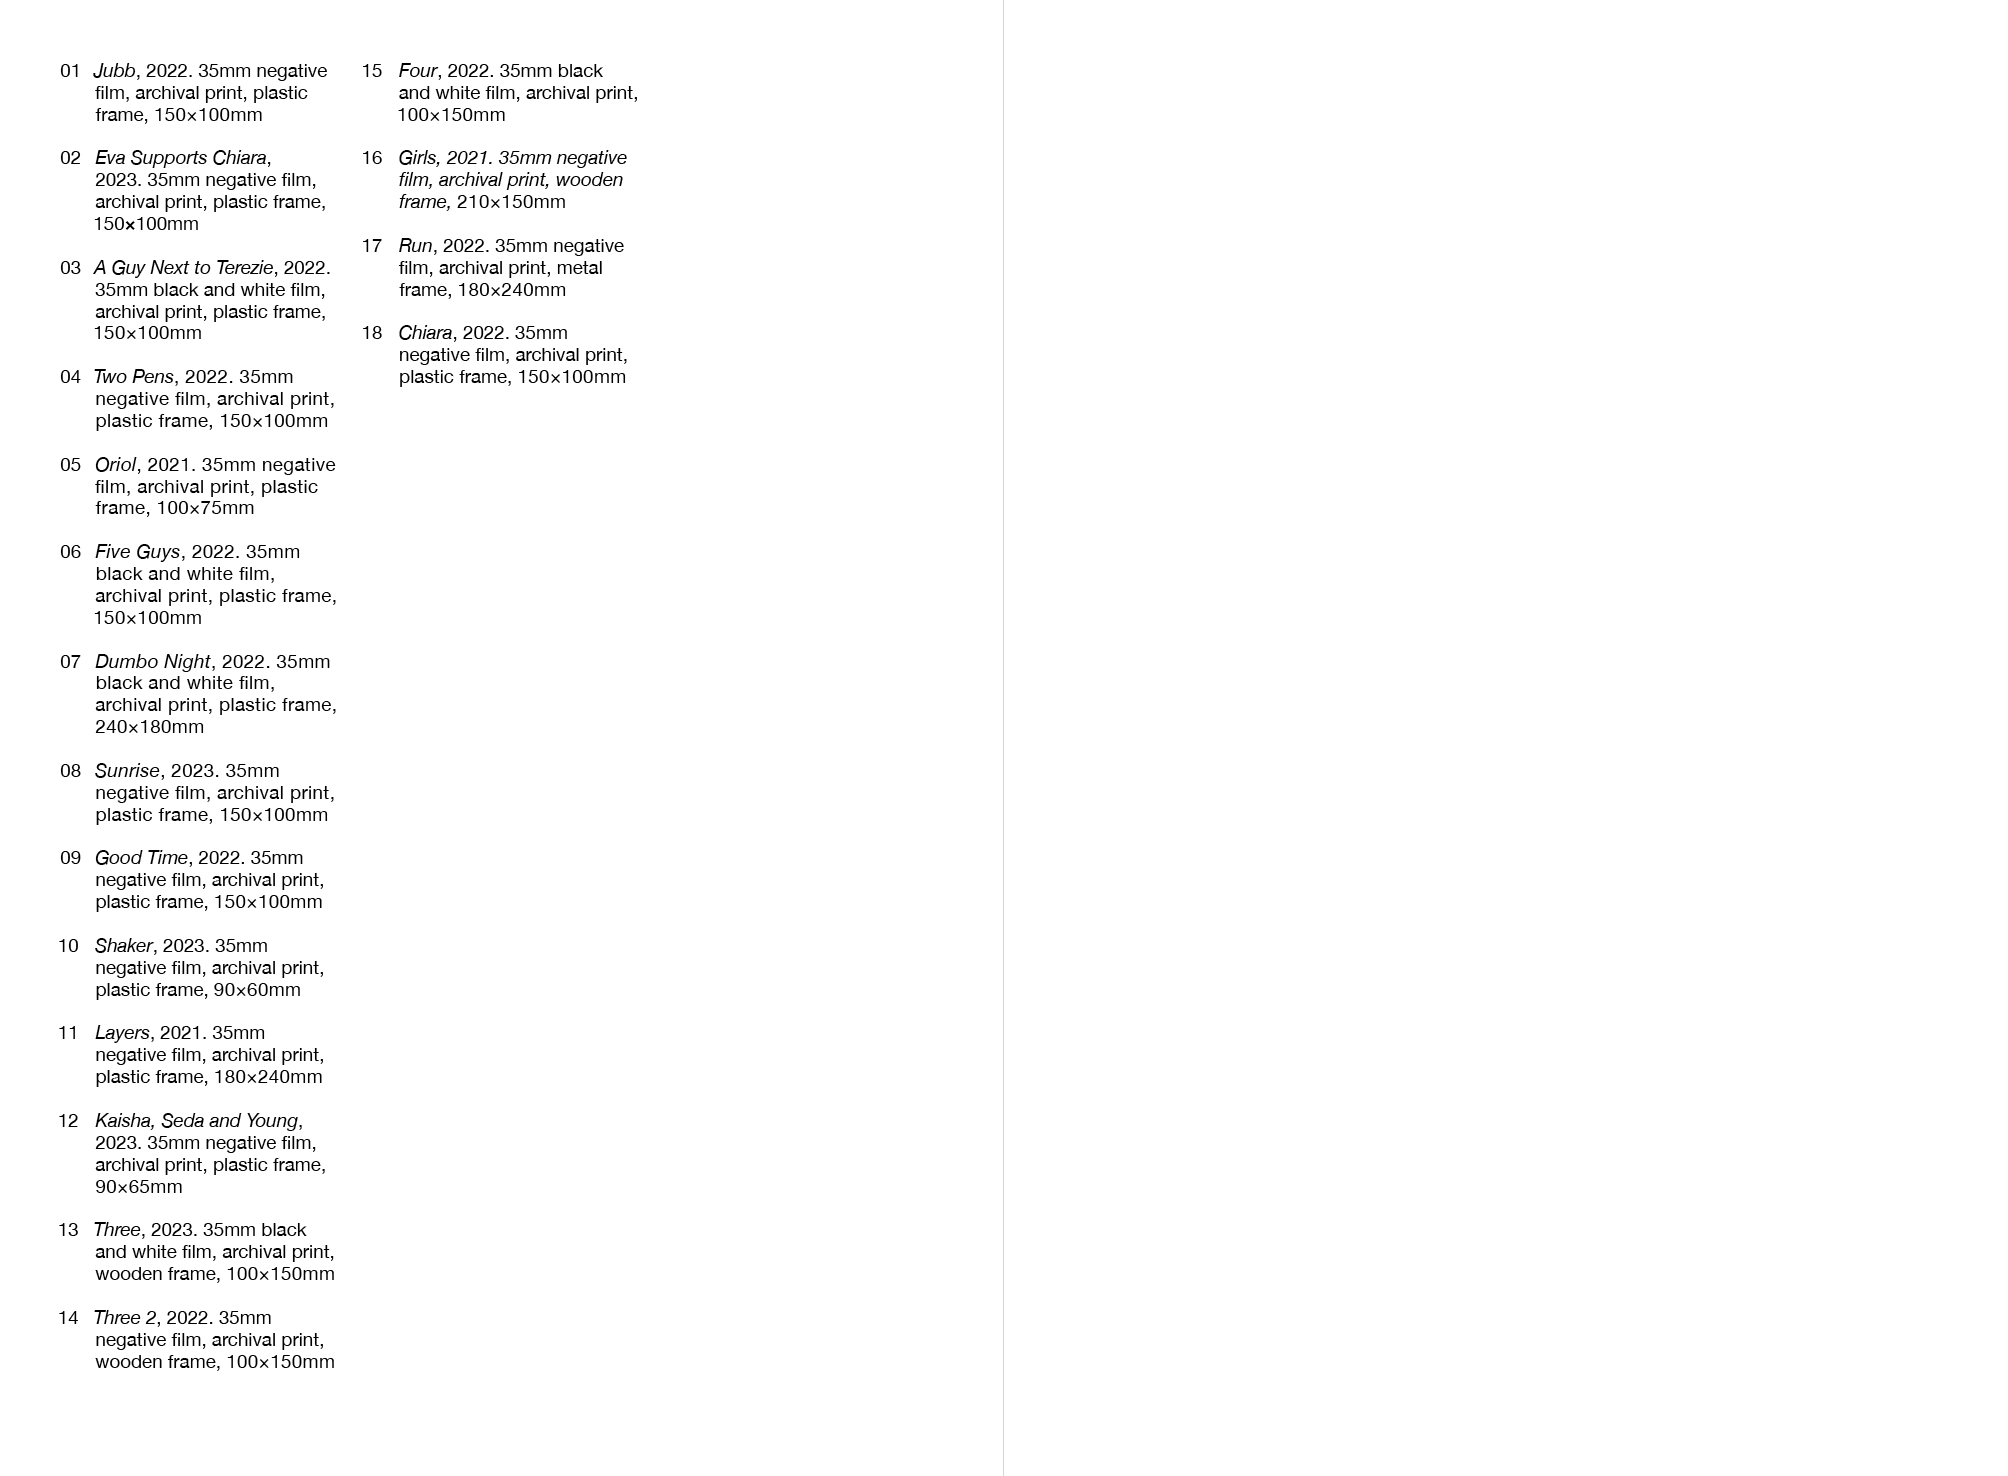 01 Jubb, 2022. 35mm negative
film, archival print, plastic
frame, 150×100mm
02 Eva Supports Chiara,
2023. 35mm negative film,
archival print, plastic frame,
150×100mm
03 A Guy Next to Terezie, 2022.
35mm black and white film,
archival print, plastic frame,
150×100mm
04 Two Pens, 2022. 35mm
negative film, archival print,
plastic frame, 150×100mm
05 Oriol, 2021. 35mm negative
film, archival print, plastic
frame, 100×75mm
06 Five Guys, 2022. 35mm
black and white film,
archival print, plastic frame,
150×100mm
07 Dumbo Night, 2022. 35mm
black and white film,
archival print, plastic frame,
240×180mm
08 Sunrise, 2023. 35mm
negative film, archival print,
plastic frame, 150×100mm
09 Good Time, 2022. 35mm
negative film, archival print,
plastic frame, 150×100mm
10 Shaker, 2023. 35mm
negative film, archival print,
plastic frame, 90×60mm
11 Layers, 2021. 35mm
negative film, archival print,
plastic frame, 180×240mm
12 Kaisha, Seda and Young,
2023. 35mm negative film,
archival print, plastic frame,
90×65mm
13 Three, 2023. 35mm black
and white film, archival print,
wooden frame, 100×150mm
14 Three 2, 2022. 35mm
negative film, archival print,
wooden frame, 100×150mm
15 Four, 2022. 35mm black
and white film, archival print,
100×150mm
16 Girls, 2021. 35mm negative
film, archival print, wooden
frame, 210×150mm
17 Run, 2022. 35mm negative
film, archival print, metal
frame, 180×240mm
18 Chiara, 2022. 35mm
negative film, archival print,
plastic frame, 150×100mm